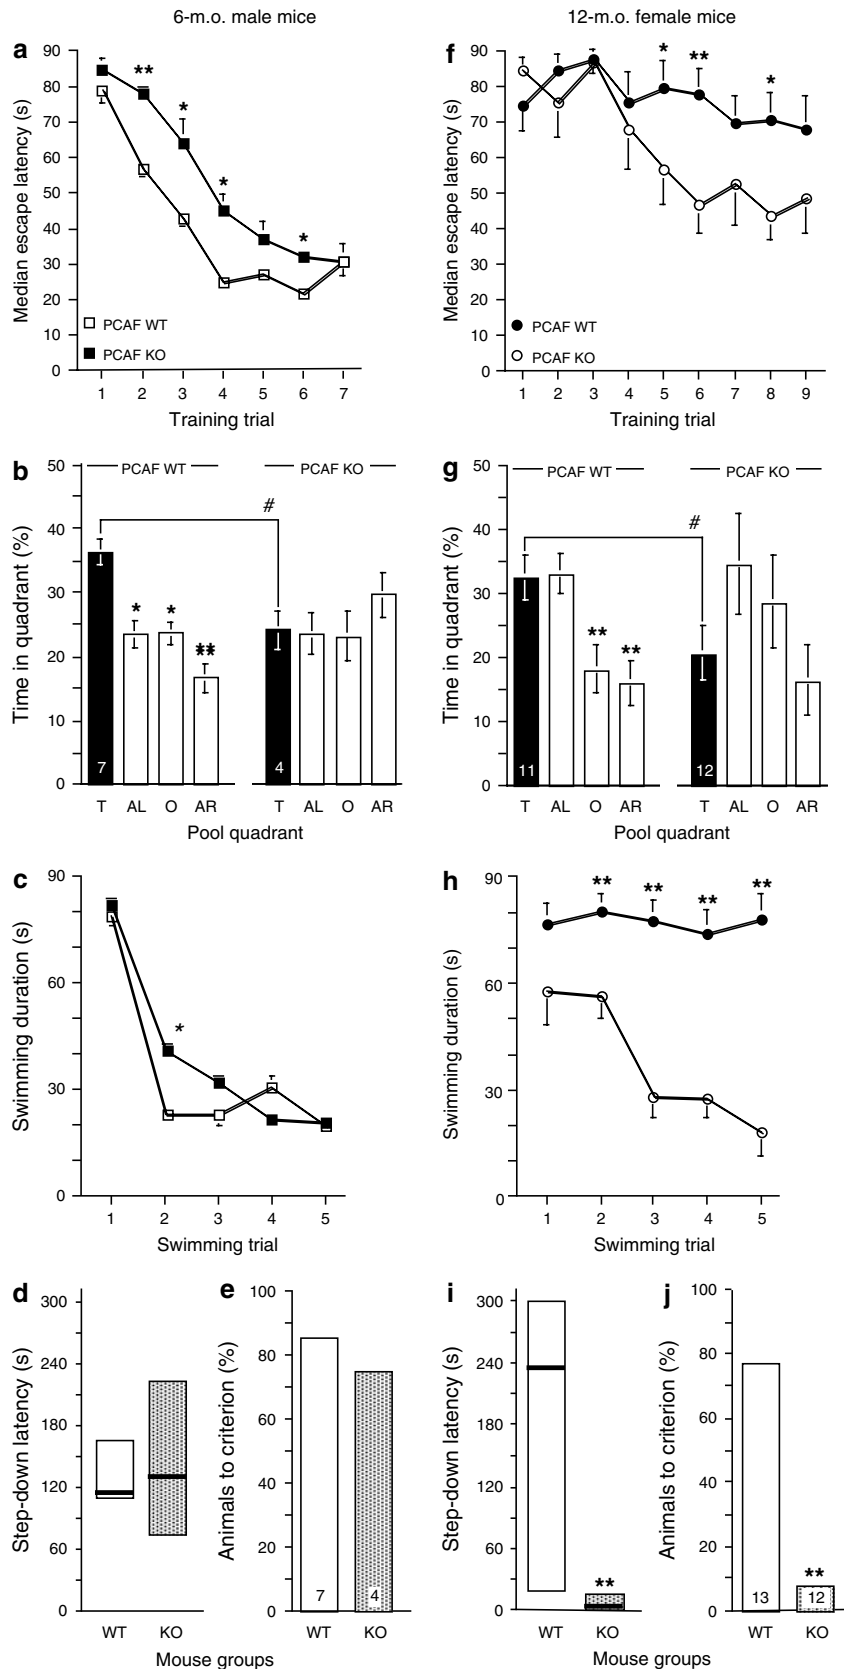 6-m.o. male mice
12-m.o. female mice
a
90
80
70
60
50
40
30
20
10
0
Median escape latency (s)
**
*
*
*
PCAF WT
PCAF KO
1 2 3 4 5 6 7
Training trial
f
90
80
70
60
50
40
30
20
10
0
Median escape latency (s)
*
**
*
PCAF WT
PCAF KO
1 2 3 4 5 6 7 8 9
Training trial
b
50
40
30
20
10
0
Time in quadrant (%)
PCAF WT
PCAF KO
#
*
*
**
**
7
4
T AL O AR T AL O AR
Pool quadrant
g
50
40
30
20
10
0
Time in quadrant (%)
PCAF WT
PCAF KO
#
**
**
11
12
T AL O AR T AL O AR
Pool quadrant
c
90
60
30
0
Swimming duration (s)
*
1 2 3 4 5
Swimming trial
h
90
60
30
0
Swimming duration (s)
**
**
**
**
1 2 3 4 5
Swimming trial
d
300
240
180
120
60
0
Step-down latency (s)
WT KO
e
100
80
60
40
20
0
Animals to criterion (%)
7
4
WT KO
Mouse groups
i
300
240
180
120
60
0
Step-down latency (s)
**
WT KO
j
100
80
60
40
20
0
Animals to criterion (%)
**
13
12
WT KO
Mouse groups